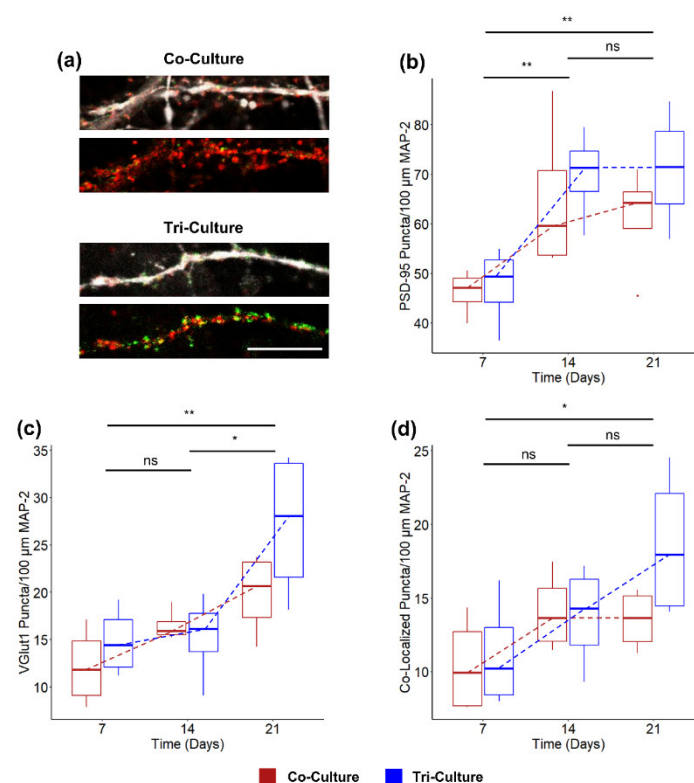 (a)
Co-Culture
Tri-Culture
(b)
**
** ns
80
70
60
50
40
PSD-95 Puncta/100 µm MAP-2
7 14 21
Time (Days)
(c)
**
*
ns
35
30
25
20
15
10
VGlut1 Puncta/100 µm MAP-2
7 14 21
Time (Days)
(d)
*
ns
ns
25
20
15
10
Co-Localized Puncta/100 µm MAP-2
7 14 21
Time (Days)
Co-Culture Tri-Culture